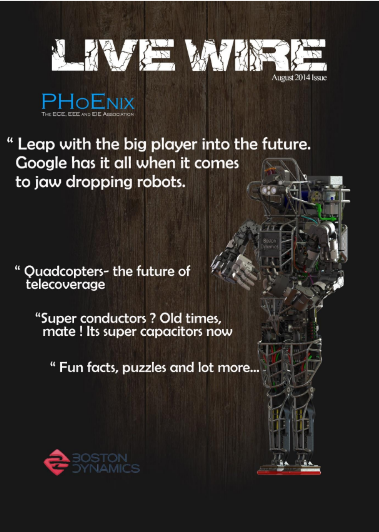 LIVE WIRE
August 2014 Issue
PHOENIX
THE ECE, EEE AND EIE ASSOCIATION
“ Leap with the big player into the future.
Google has it all when it comes
to jaw dropping robots.
“ Quadcopters- the future of
telecoverage
“Super conductors ? Old times,
mate ! Its super capacitors now
“ Fun facts, puzzles and lot more...
BOSTON
DYNAMICS